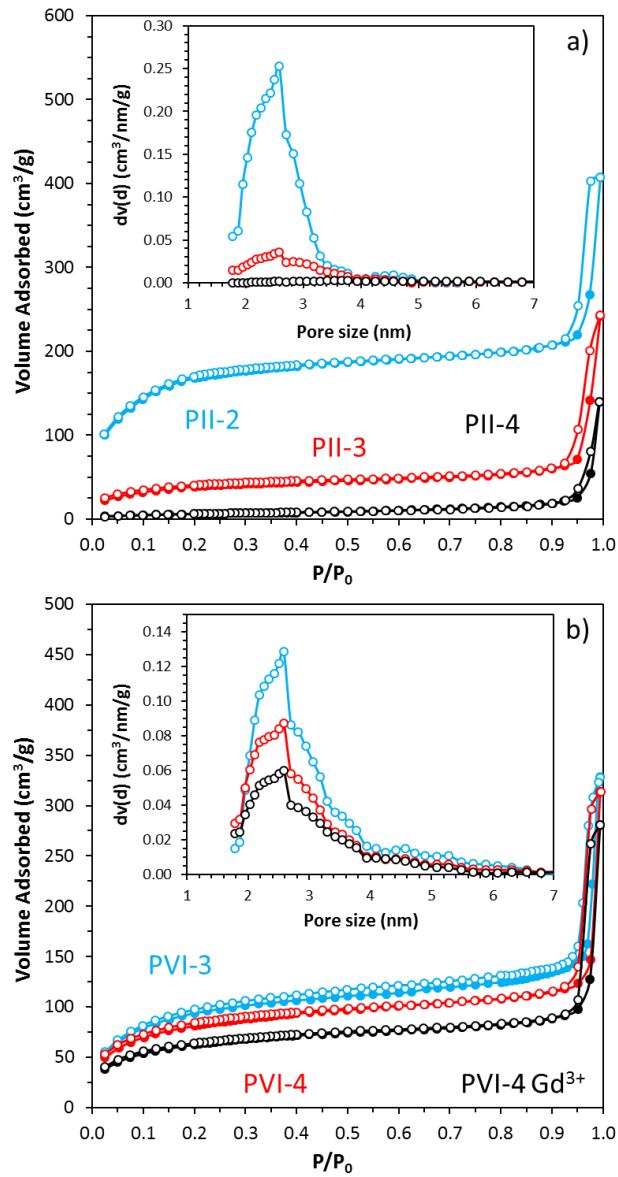 a)
Volume Adsorbed (cm³/g)
600
500
400
300
200
100
0
0.0 0.1 0.2 0.3 0.4 0.5 0.6 0.7 0.8 0.9 1.0
P/P₀
dv(d) (cm³/nm/g)
0.30
0.25
0.20
0.15
0.10
0.05
0.00
1 2 3 4 5 6 7
Pore size (nm)
PII-2
PII-3
PII-4
b)
Volume Adsorbed (cm³/g)
500
450
400
350
300
250
200
150
100
50
0
0.0 0.1 0.2 0.3 0.4 0.5 0.6 0.7 0.8 0.9 1.0
P/P₀
dv(d) (cm³/nm/g)
0.14
0.12
0.10
0.08
0.06
0.04
0.02
0.00
1 2 3 4 5 6 7
Pore size (nm)
PVI-3
PVI-4
PVI-4 Gd³⁺